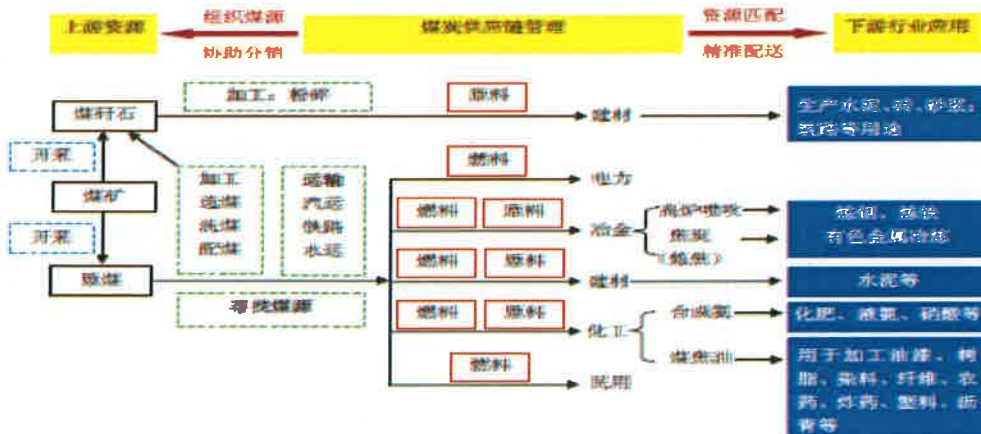 上游资源
组织煤源
协助分销
煤炭供应链管理
资源匹配
精准配送
下游行业应用
煤矸石
加工：粉碎
原料
建材
生产水泥、砖、砂浆；
筑路等用途
开采
煤矿
开采
原煤
加工
选煤
洗煤
配煤
运输
汽运
铁路
水运
寻找煤源
燃料
电力
燃料
原料
冶金
高炉喷吹
焦炭
（炼焦）
炼钢、炼铁
有色金属冶炼
燃料
原料
建材
水泥等
燃料
原料
化工
合成氨
化肥、液氨、硝酸等
煤焦油
用于加工油漆、树
脂、染料、纤维、农
药、炸药、塑料、沥
青等
燃料
民用